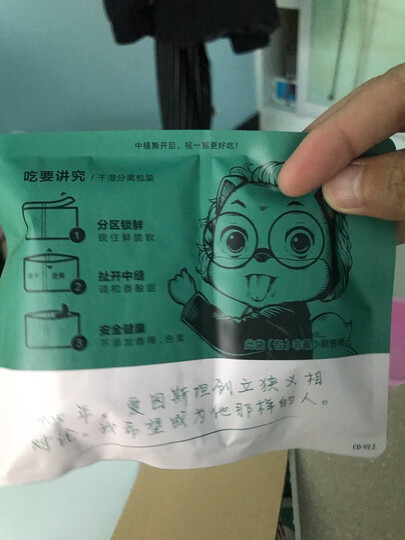 中缝撕开后，摇一摇更好吃！
吃要讲究 / 干湿分离包装
1
分区锁鲜
锁住鲜脆软
2
扯开中缝
调和香酸甜
3
安全健康
不添加香精，色素
年，爱因斯坦创立狭义相
对论。我希望成为他那样的人。
CD-V2.2